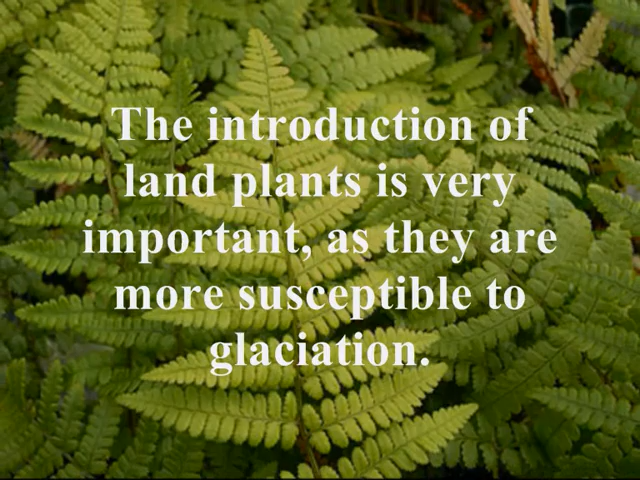 The introduction of
land plants is very
important, as they are
more susceptible to
glaciation.